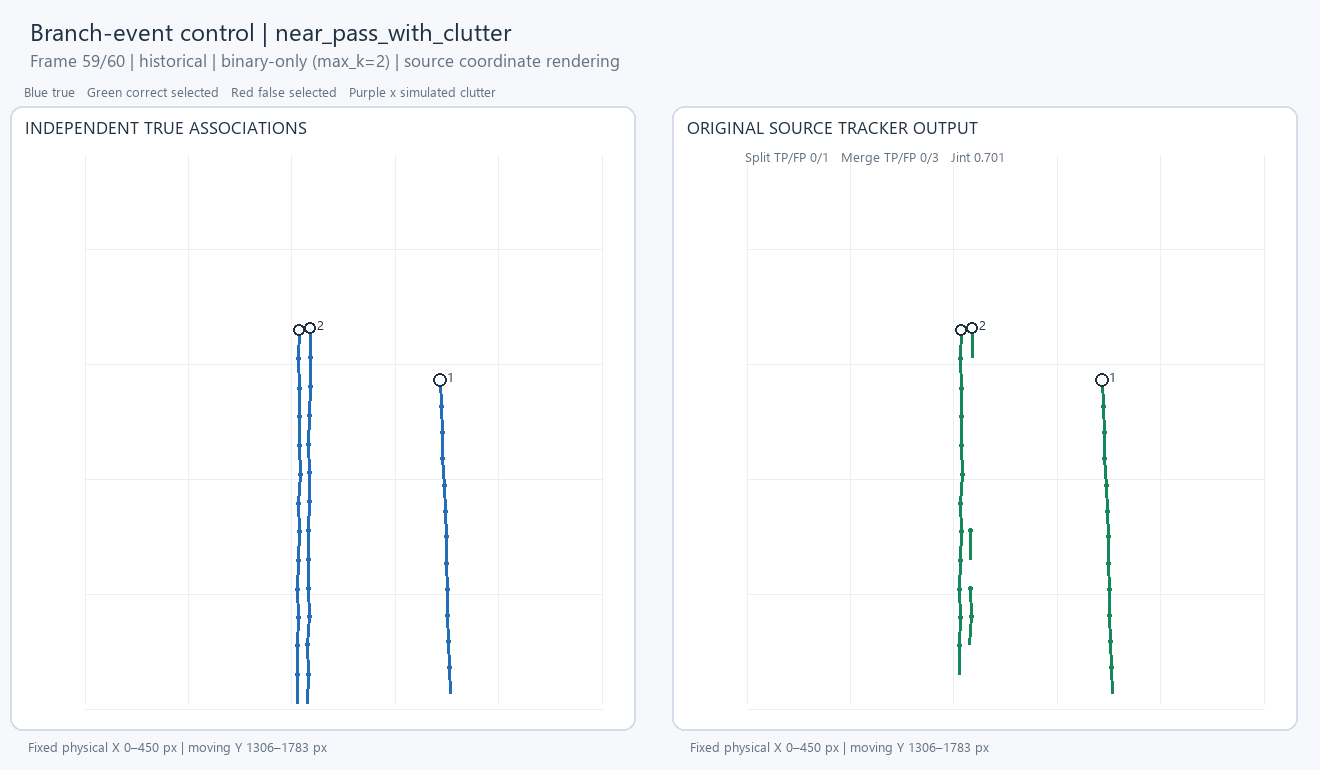 Branch-event control | near_pass_with_clutter
Frame 59/60 | historical | binary-only (max_k=2) | source coordinate rendering
Blue true Green correct selected Red false selected Purple x simulated clutter
INDEPENDENT TRUE ASSOCIATIONS
2
1
Fixed physical X 0–450 px | moving Y 1306–1783 px
ORIGINAL SOURCE TRACKER OUTPUT
Split TP/FP 0/1 Merge TP/FP 0/3 Jint 0.701
2
1
Fixed physical X 0–450 px | moving Y 1306–1783 px